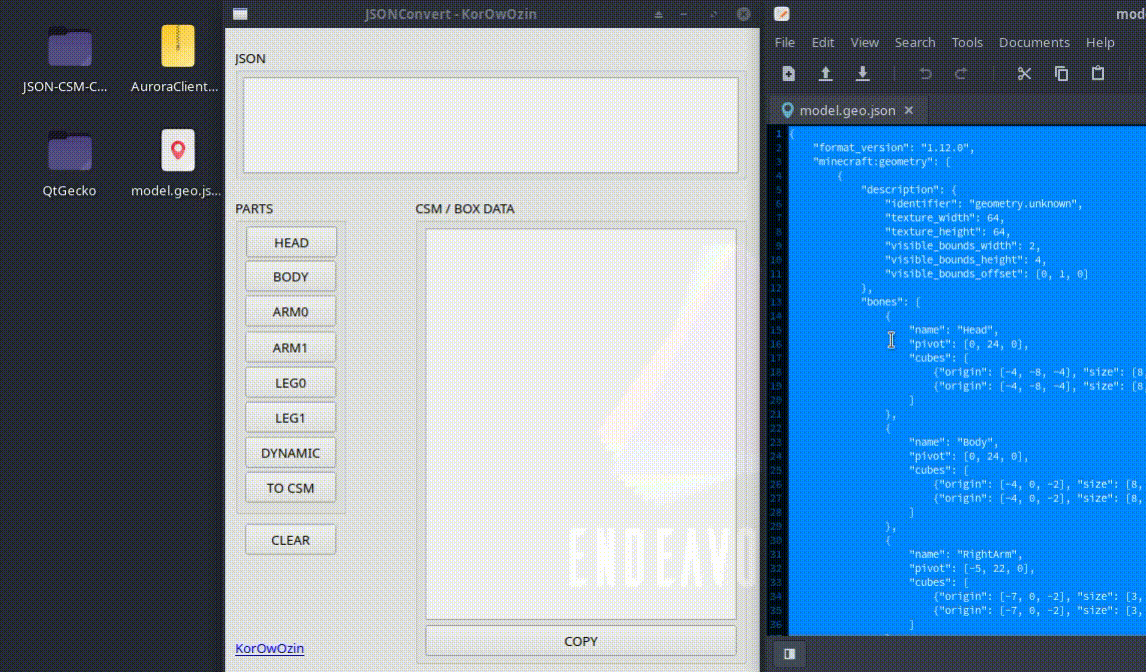 JSON-CSM-C...
AuroraClient...
QtGecko
model.geo.js...
JSONConvert - KorOwOzin
JSON
PARTS
HEAD
BODY
ARM0
ARM1
LEG0
LEG1
DYNAMIC
TO CSM
CLEAR
KorOwOzin
CSM / BOX DATA
ENDEAVO
COPY
mod
File Edit View Search Tools Documents Help
model.geo.json
1 {
2 "format_version": "1.12.0",
3 "minecraft:geometry": [
4 {
5 "description": {
6 "identifier": "geometry.unknown",
7 "texture_width": 64,
8 "texture_height": 64,
9 "visible_bounds_width": 2,
10 "visible_bounds_height": 4,
11 "visible_bounds_offset": [0, 1, 0]
12 },
13 "bones": [
14 {
15 "name": "Head",
16 "pivot": [0, 24, 0],
17 "cubes": [
18 {"origin": [-4, -8, -4], "size": [8
19 {"origin": [-4, -8, -4], "size": [8
20 ]
21 },
22 {
23 "name": "Body",
24 "pivot": [0, 24, 0],
25 "cubes": [
26 {"origin": [-4, 0, -2], "size": [8,
27 {"origin": [-4, 0, -2], "size": [8,
28 ]
29 },
30 {
31 "name": "RightArm",
32 "pivot": [-5, 22, 0],
33 "cubes": [
34 {"origin": [-7, 0, -2], "size": [3,
35 {"origin": [-7, 0, -2], "size": [3,
36 ]